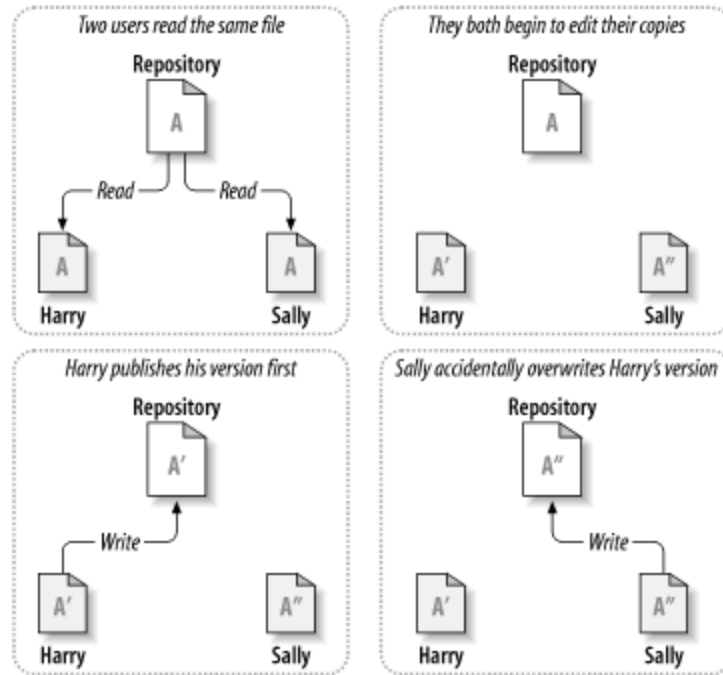 Two users read the same file
Repository
A
Read
Read
A
A
Harry
Sally
They both begin to edit their copies
Repository
A
A′
A″
Harry
Sally
Harry publishes his version first
Repository
A′
Write
A′
A″
Harry
Sally
Sally accidentally overwrites Harry's version
Repository
A″
Write
A′
A″
Harry
Sally